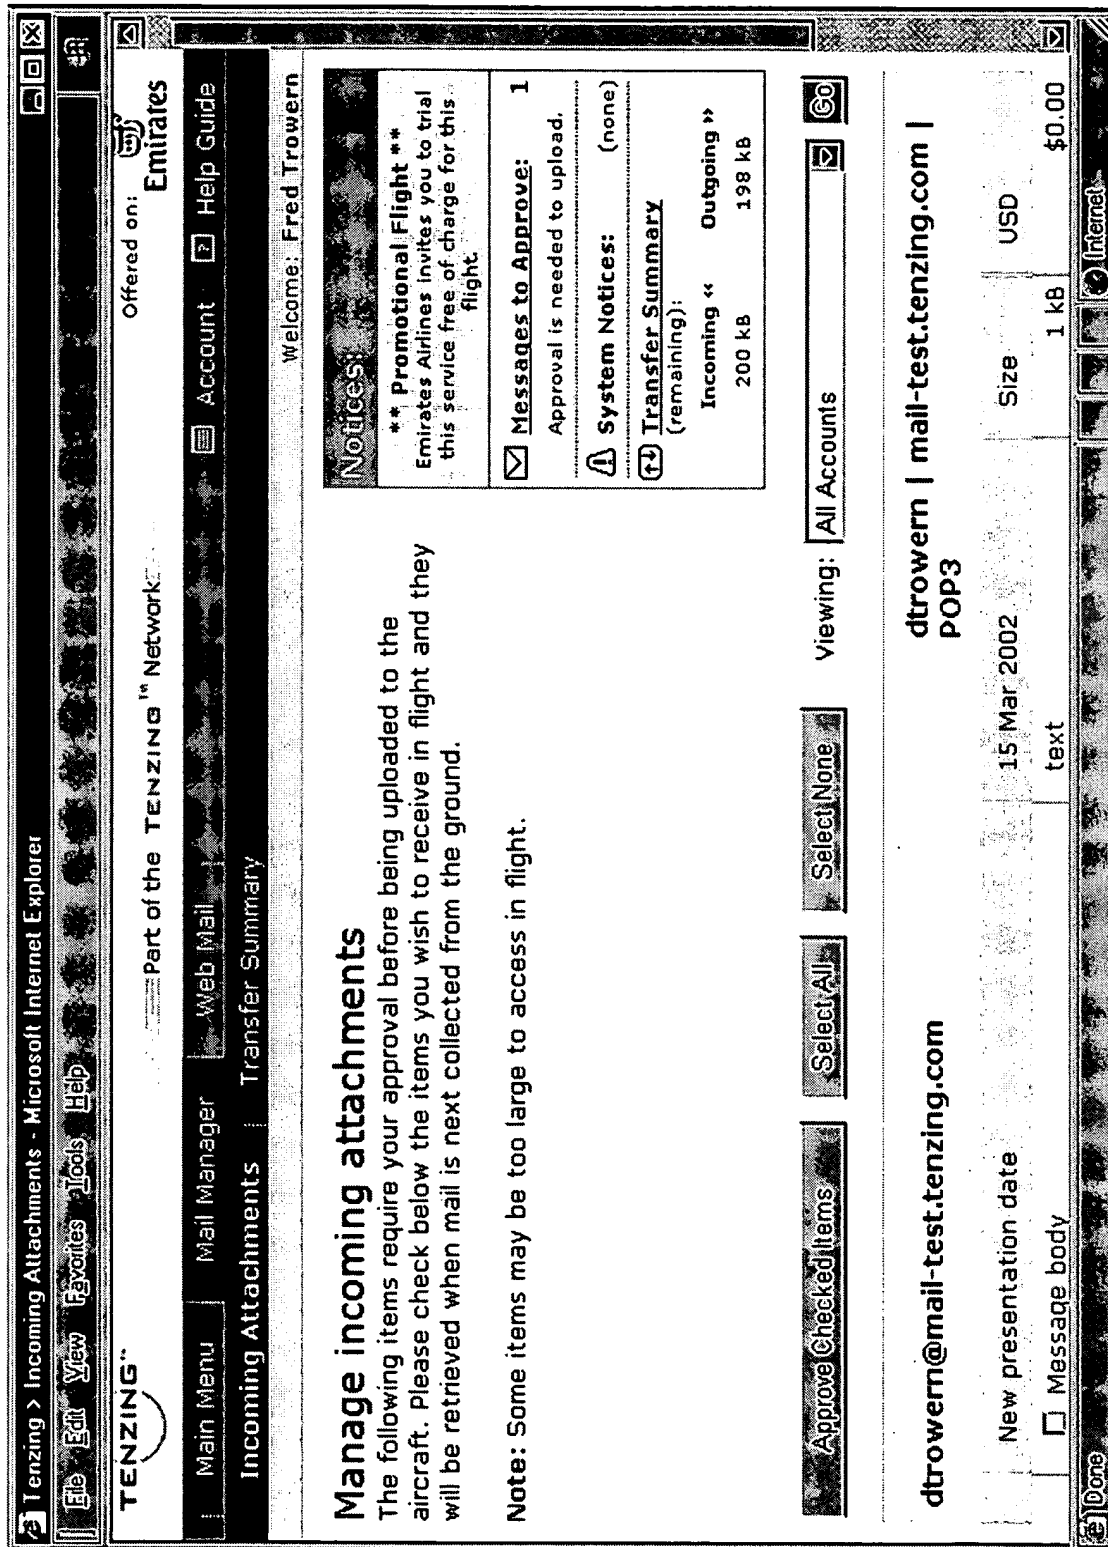 Tenzing > Incoming Attachments - Microsoft Internet Explorer
File Edit View Favorites Tools Help
TENZING™
Part of the TENZING™ Network
Offered on:
Emirates
Main Menu Mail Manager Web Mail Account ? Help Guide
Incoming Attachments | Transfer Summary
Welcome: Fred Trowern
Manage incoming attachments
The following items require your approval before being uploaded to the
aircraft. Please check below the items you wish to receive in flight and they
will be retrieved when mail is next collected from the ground.
Note: Some items may be too large to access in flight.
Notices:
** Promotional Flight **
Emirates Airlines invites you to trial
this service free of charge for this
flight.
Messages to Approve: 1
Approval is needed to upload.
System Notices: (none)
Transfer Summary
(remaining):
Incoming << Outgoing >>
200 kB 198 kB
Approve Checked Items Select All Select None Viewing: All Accounts Go
dtrowern@mail-test.tenzing.com dtrowern | mail-test.tenzing.com |
POP3
New presentation date 15 Mar 2002 Size USD
Message body text 1 kB $0.00
Done Internet